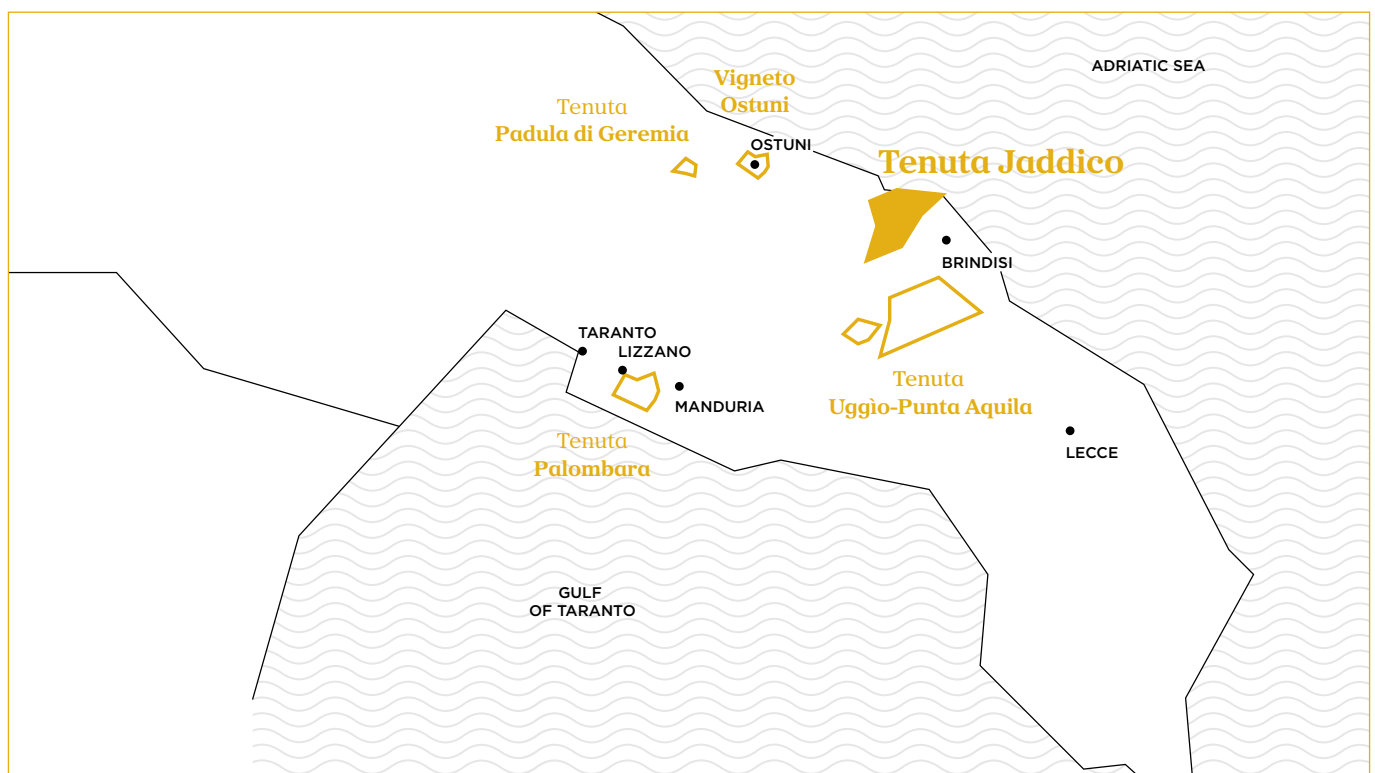 ADRIATIC SEA
Vigneto
Ostuni
Tenuta
Padula di Geremia
OSTUNI
Tenuta Jaddico
BRINDISI
TARANTO
LIZZANO
MANDURIA
Tenuta
Uggìo-Punta Aquila
Tenuta
Palombara
LECCE
GULF
OF TARANTO